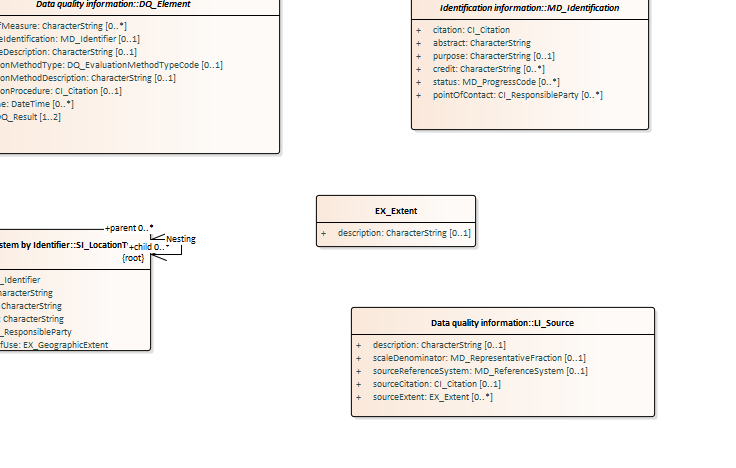 Data quality information::DQ_Element
fMeasure: CharacterString [0..*]
eIdentification: MD_Identifier [0..1]
eDescription: CharacterString [0..1]
onMethodType: DQ_EvaluationMethodTypeCode [0..1]
onMethodDescription: CharacterString [0..1]
onProcedure: CI_Citation [0..1]
e: DateTime [0..*]
Q_Result [1..2]
Identification information::MD_Identification
+ citation: CI_Citation
+ abstract: CharacterString
+ purpose: CharacterString [0..1]
+ credit: CharacterString [0..*]
+ status: MD_ProgressCode [0..*]
+ pointOfContact: CI_ResponsibleParty [0..*]
EX_Extent
+ description: CharacterString [0..1]
+parent 0..*
Nesting
stem by Identifier::SI_LocationT
+child 0..*
{root}
_Identifier
haracterString
CharacterString
: CharacterString
_ResponsibleParty
fUse: EX_GeographicExtent
Data quality information::LI_Source
+ description: CharacterString [0..1]
+ scaleDenominator: MD_RepresentativeFraction [0..1]
+ sourceReferenceSystem: MD_ReferenceSystem [0..1]
+ sourceCitation: CI_Citation [0..1]
+ sourceExtent: EX_Extent [0..*]